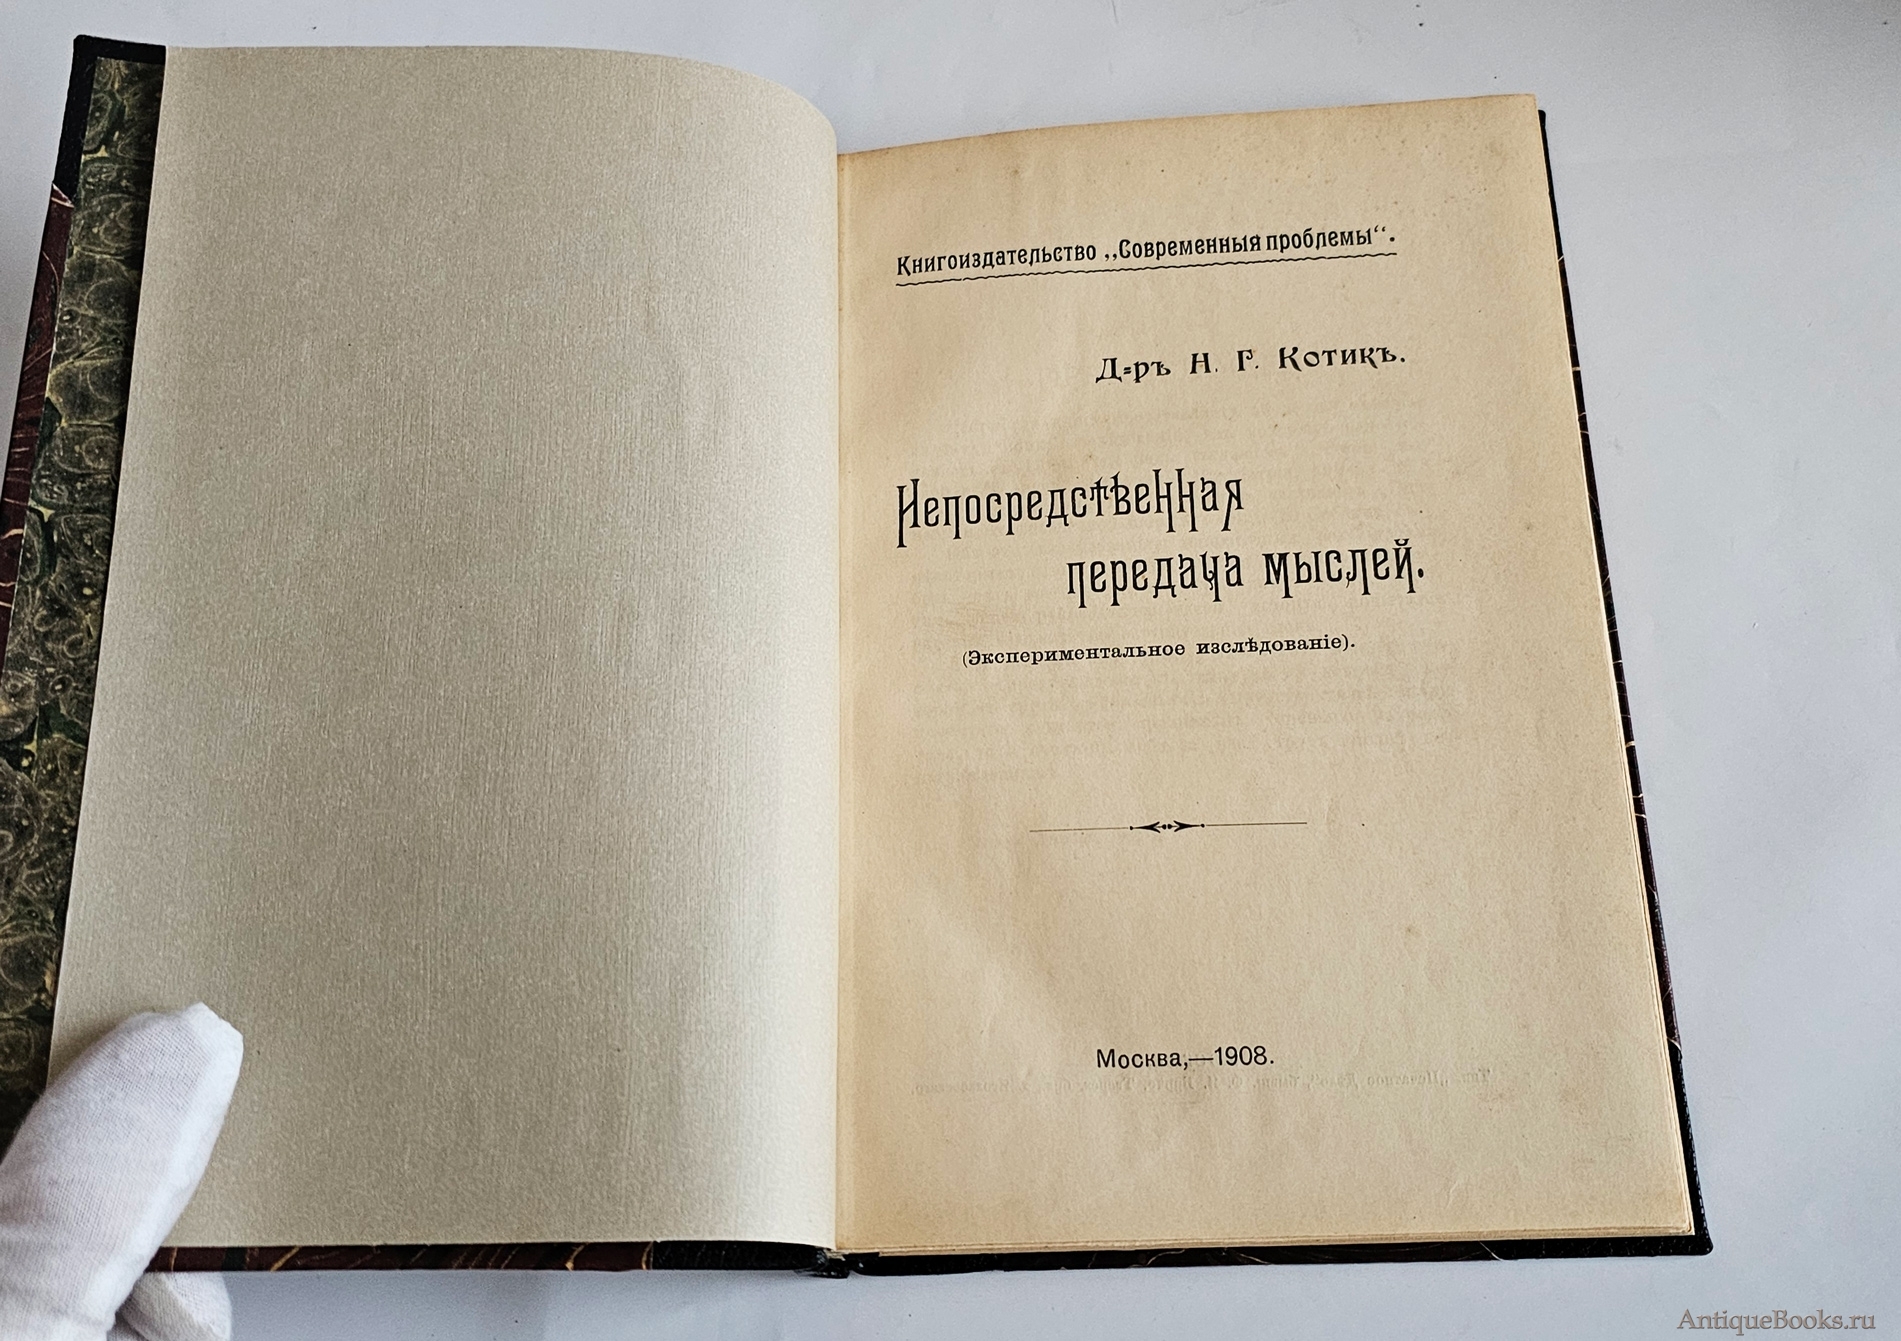 Книгоиздательство „Современныя проблемы“.
Д-ръ Н. Г. Котикъ.
Непосредственная
передача мыслей.
(Экспериментальное изслѣдованіе).
Москва,—1908.
AntiqueBooks.ru